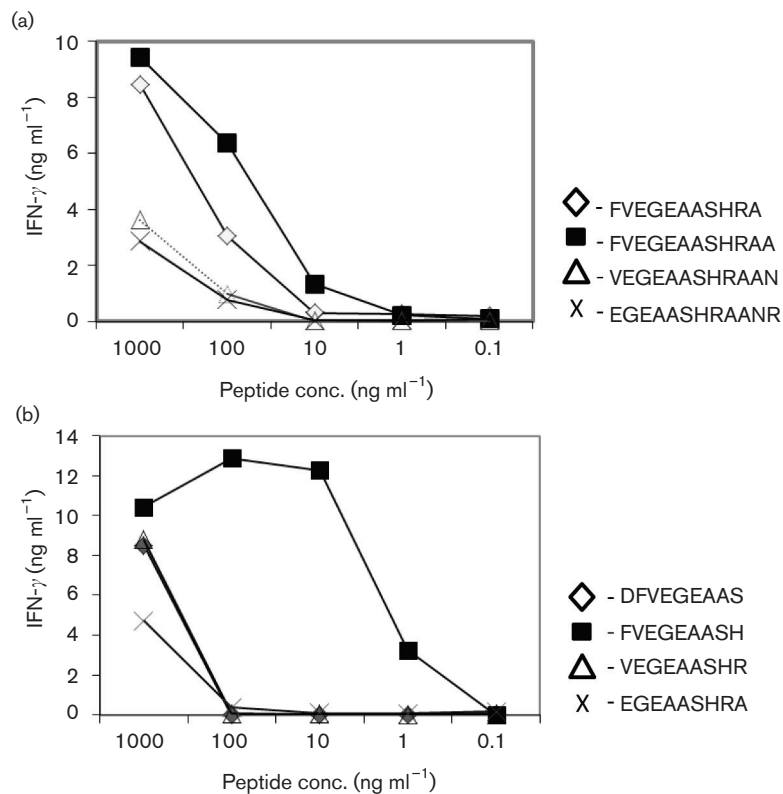 (a)
10
8
6
4
2
0
IFN-γ (ng ml⁻¹)
1000 100 10 1 0.1
Peptide conc. (ng ml⁻¹)
- FVEGEAASHRA
- FVEGEAASHRAA
- VEGEAASHRAAN
X - EGEAASHRAANR
(b)
14
12
10
8
6
4
2
0
IFN-γ (ng ml⁻¹)
1000 100 10 1 0.1
Peptide conc. (ng ml⁻¹)
- DFVEGEAAS
- FVEGEAASH
- VEGEAASHR
X - EGEAASHRA